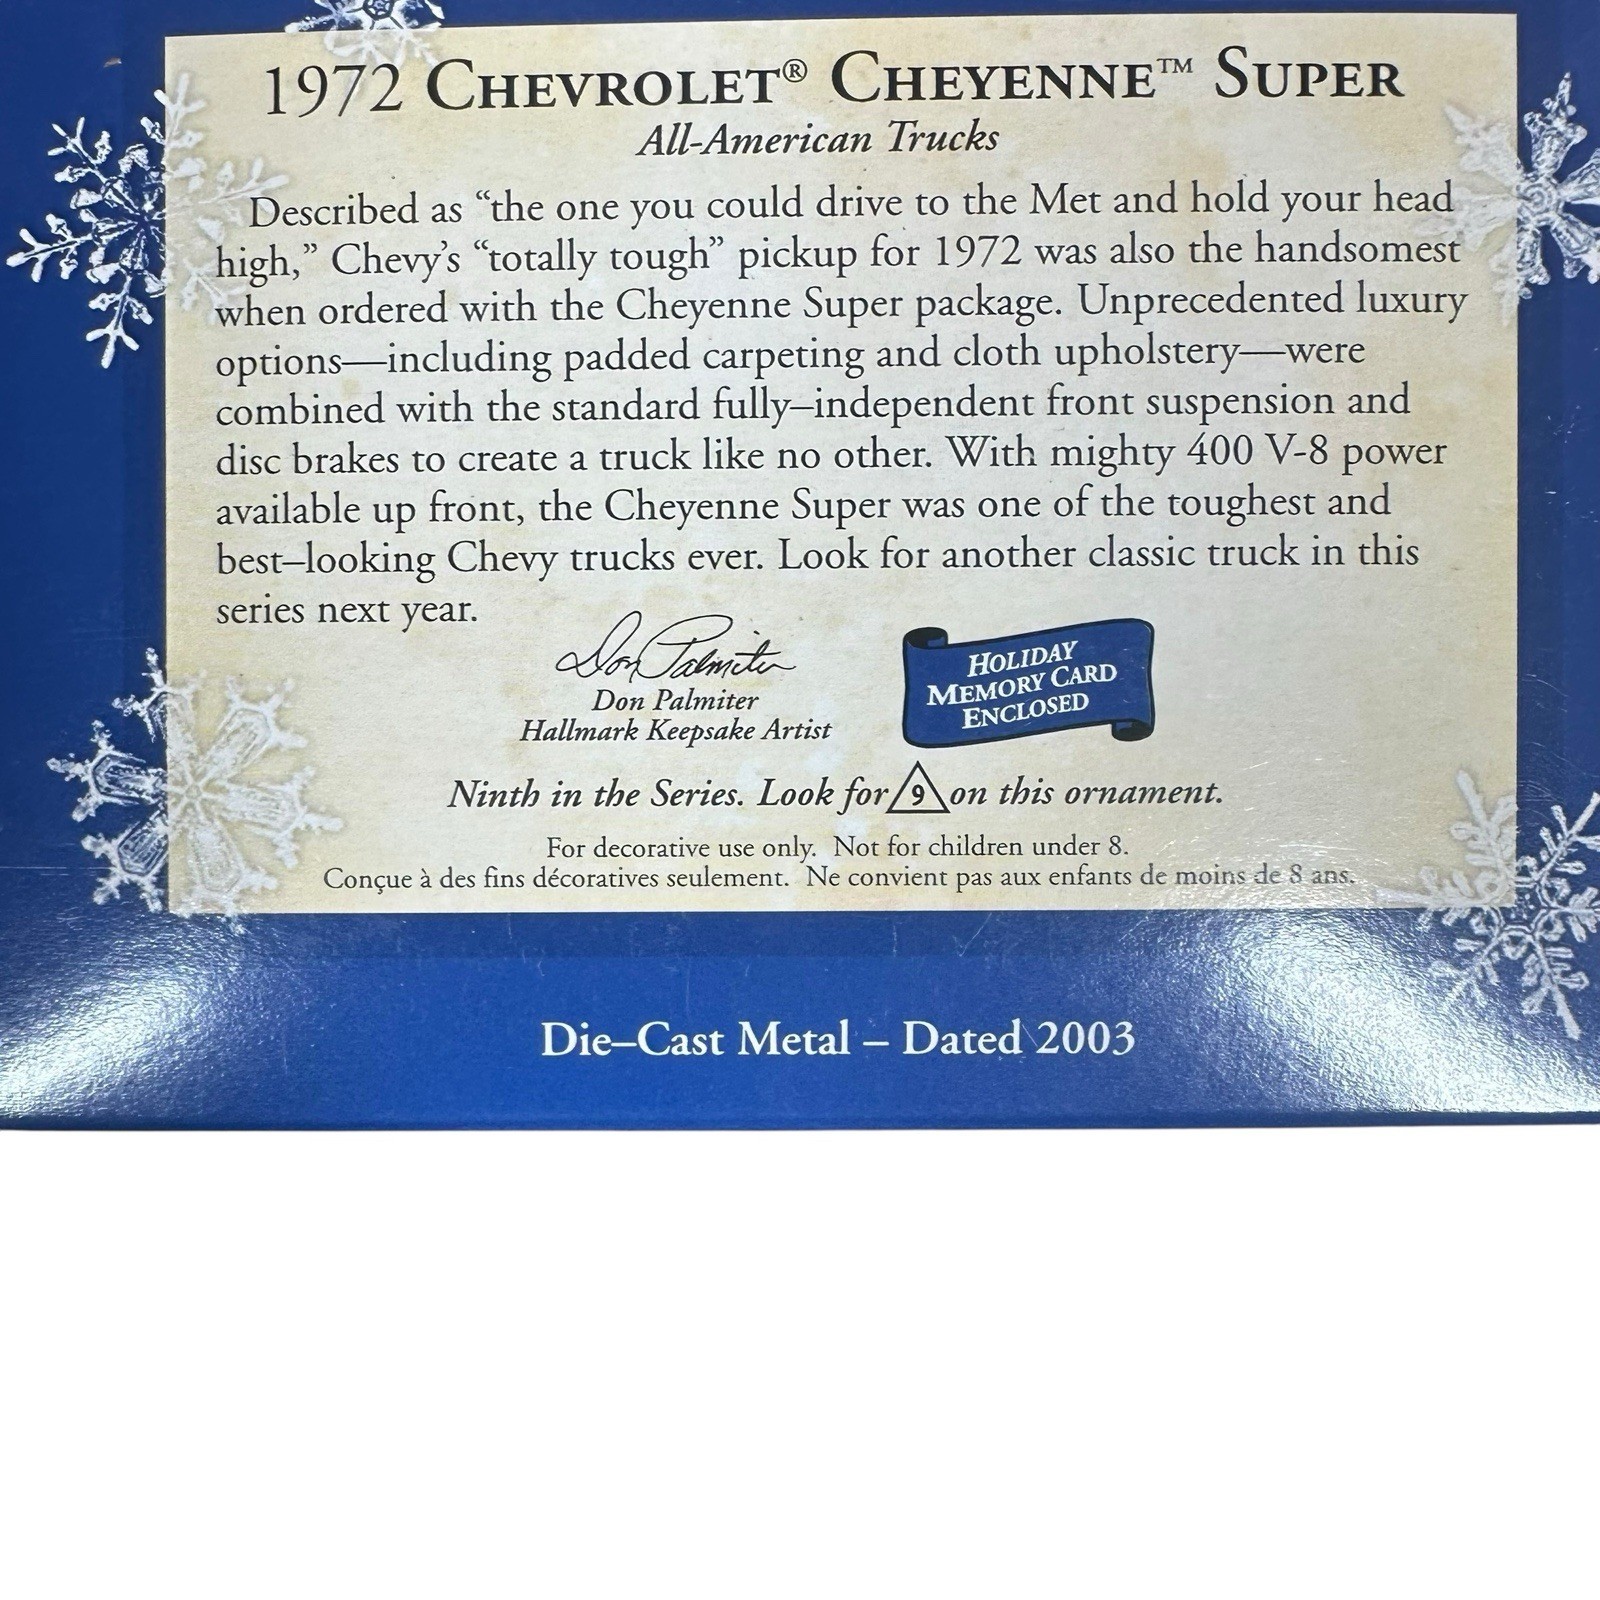 1972 CHEVROLET® CHEYENNE™ SUPER
All-American Trucks
Described as “the one you could drive to the Met and hold your head
high,” Chevy’s “totally tough” pickup for 1972 was also the handsomest
when ordered with the Cheyenne Super package. Unprecedented luxury
options—including padded carpeting and cloth upholstery—were
combined with the standard fully–independent front suspension and
disc brakes to create a truck like no other. With mighty 400 V-8 power
available up front, the Cheyenne Super was one of the toughest and
best–looking Chevy trucks ever. Look for another classic truck in this
series next year.
Don Palmiter
Don Palmiter
Hallmark Keepsake Artist
HOLIDAY
MEMORY CARD
ENCLOSED
Ninth in the Series. Look for 9 on this ornament.
For decorative use only. Not for children under 8.
Conçue à des fins décoratives seulement. Ne convient pas aux enfants de moins de 8 ans.
Die–Cast Metal – Dated 2003